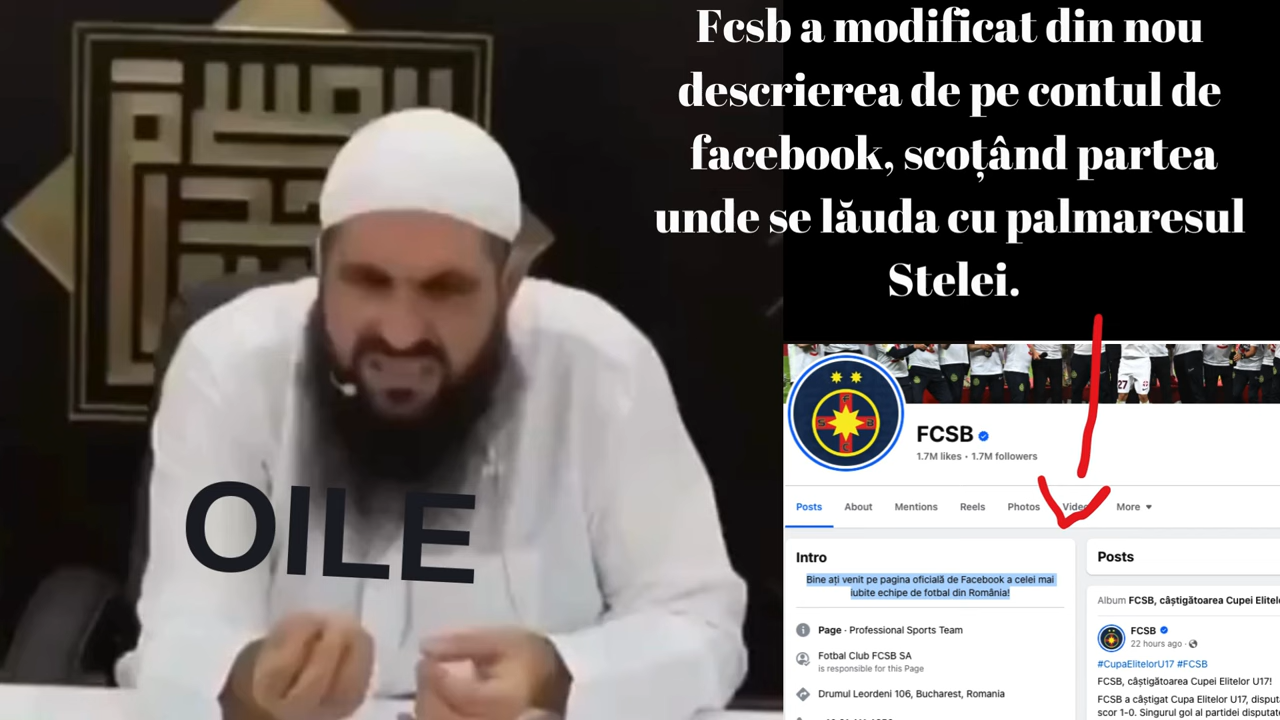 Fcsb a modificat din nou
descrierea de pe contul de
facebook, scoțând partea
unde se lăuda cu palmaresul
Stelei.
OILE
27
FCSB
1.7M likes • 1.7M followers
Posts About Mentions Reels Photos More
Intro
Bine ați venit pe pagina oficială de Facebook a celei mai
iubite echipe de fotbal din România!
Page · Professional Sports Team
Fotbal Club FCSB SA
is responsible for this Page
Drumul Leordeni 106, Bucharest, Romania
Posts
Album FCSB, câștigătoarea Cupei
FCSB
22 hours ago ·
#CupaElitelorU17 #FCSB
FCSB, câștigătoarea Cupei Elitelor U17!
FCSB a câștigat Cupa Elitelor U17,
scor 1-0. Singurul gol al partidei